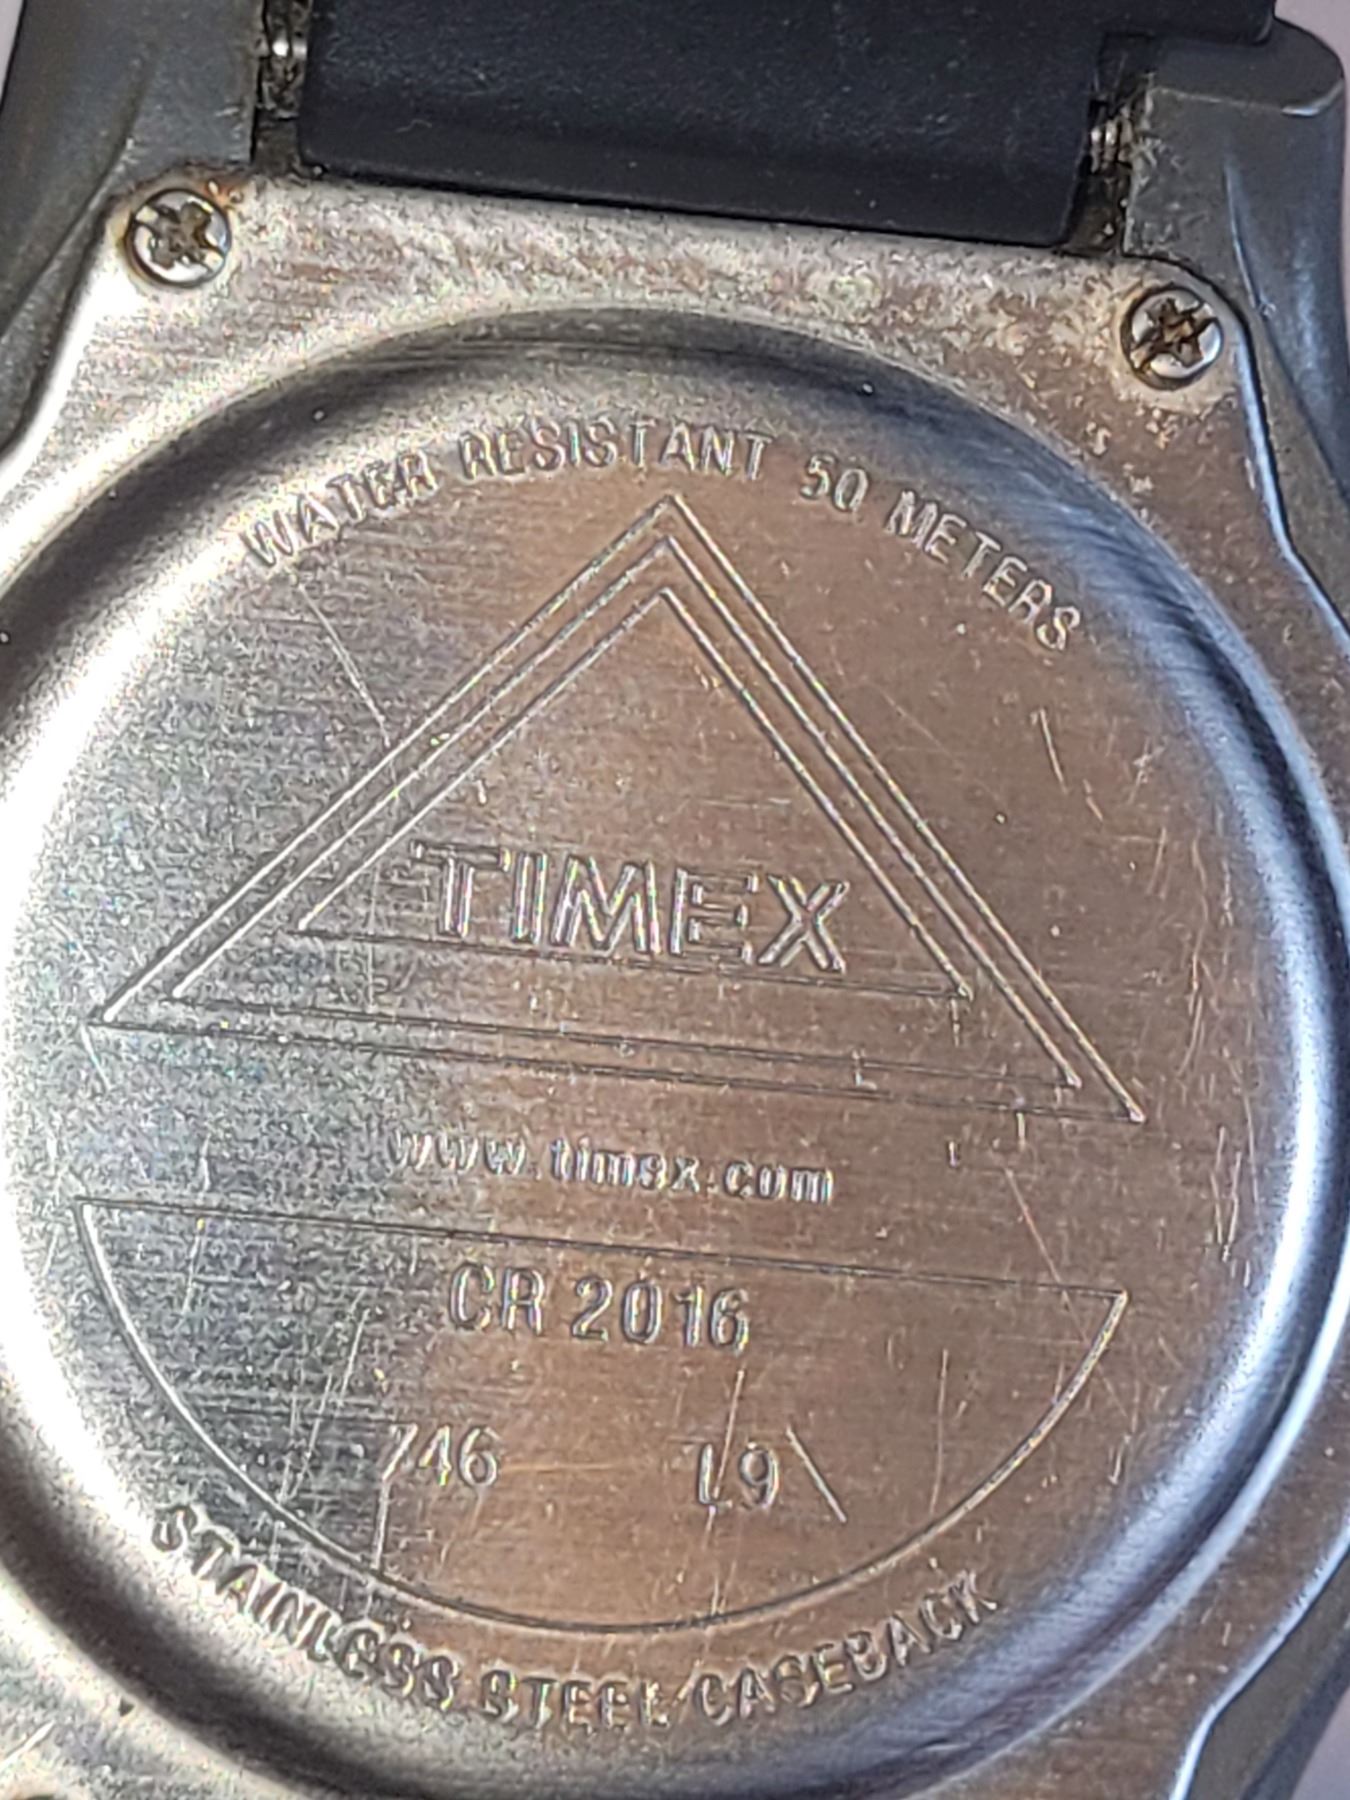 WATER RESISTANT 50 METERS
TIMEX
www.timex.com
CR 2016
746 L9
STAINLESS STEEL CASEBACK